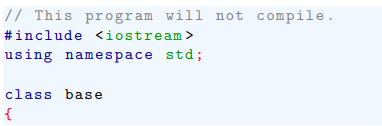 // This program will not compile.
#include <iostream>
using namespace std;
class base
{